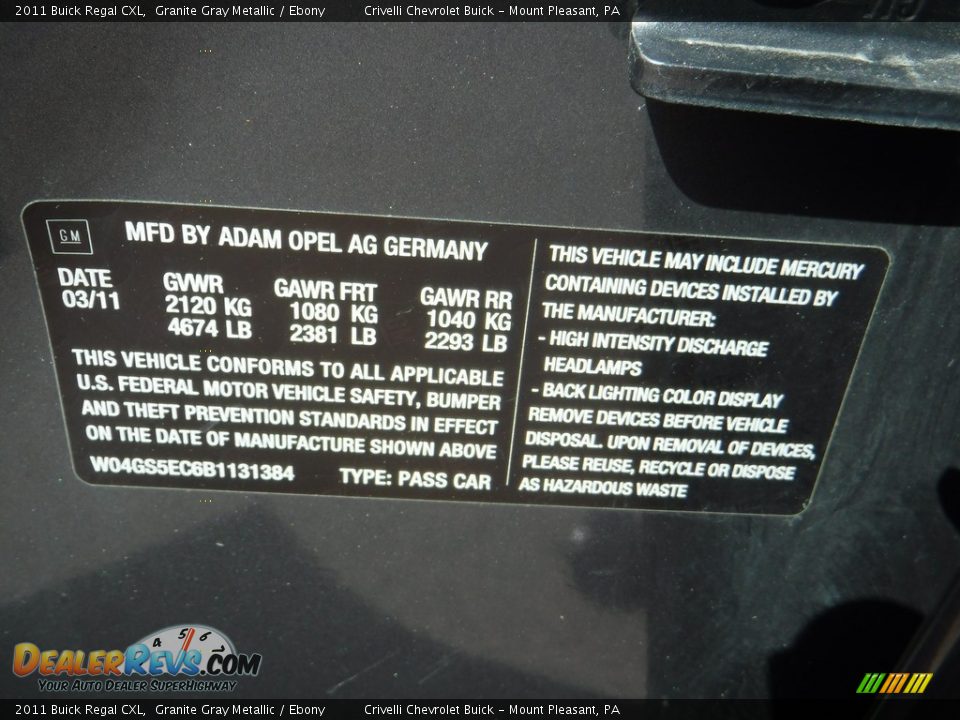 2011 Buick Regal CXL, Granite Gray Metallic / Ebony Crivelli Chevrolet Buick - Mount Pleasant, PA
GM
MFD BY ADAM OPEL AG GERMANY
DATE GVWR GAWR FRT GAWR RR
03/11 2120 KG 1080 KG 1040 KG
4674 LB 2381 LB 2293 LB
THIS VEHICLE CONFORMS TO ALL APPLICABLE
U.S. FEDERAL MOTOR VEHICLE SAFETY, BUMPER
AND THEFT PREVENTION STANDARDS IN EFFECT
ON THE DATE OF MANUFACTURE SHOWN ABOVE
W04GS5EC6B1131384 TYPE: PASS CAR
THIS VEHICLE MAY INCLUDE MERCURY
CONTAINING DEVICES INSTALLED BY
THE MANUFACTURER:
- HIGH INTENSITY DISCHARGE
HEADLAMPS
- BACK LIGHTING COLOR DISPLAY
REMOVE DEVICES BEFORE VEHICLE
DISPOSAL. UPON REMOVAL OF DEVICES,
PLEASE REUSE, RECYCLE OR DISPOSE
AS HAZARDOUS WASTE
4 5 6
DEALERREVS.COM
YOUR AUTO DEALER SUPERHIGHWAY
2011 Buick Regal CXL, Granite Gray Metallic / Ebony Crivelli Chevrolet Buick - Mount Pleasant, PA